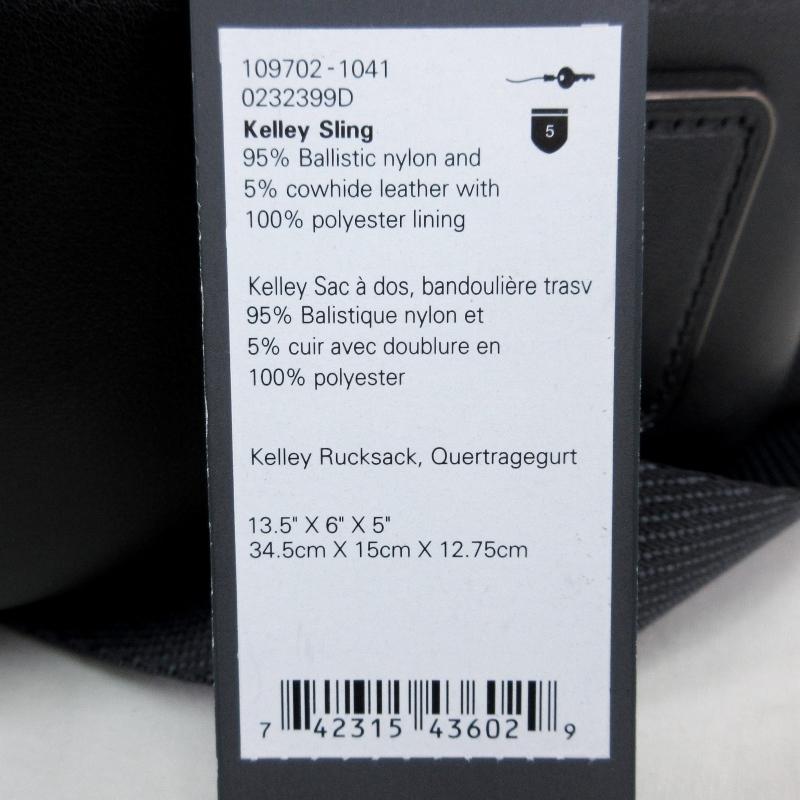 109702-1041
0232399D
5
Kelley Sling
95% Ballistic nylon and
5% cowhide leather with
100% polyester lining
Kelley Sac à dos, bandoulière trasv
95% Balistique nylon et
5% cuir avec doublure en
100% polyester
Kelley Rucksack, Quertragegurt
13.5" X 6" X 5"
34.5cm X 15cm X 12.75cm
7 42315 43602 9